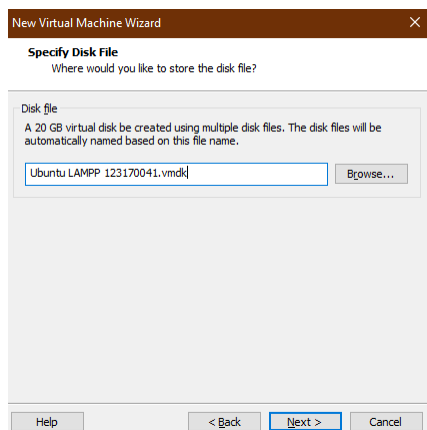 New Virtual Machine Wizard
Specify Disk File
Where would you like to store the disk file?
Disk file
A 20 GB virtual disk be created using multiple disk files. The disk files will be
automatically named based on this file name.
Ubuntu LAMPP 123170041.vmdk
Browse...
Help
< Back
Next >
Cancel